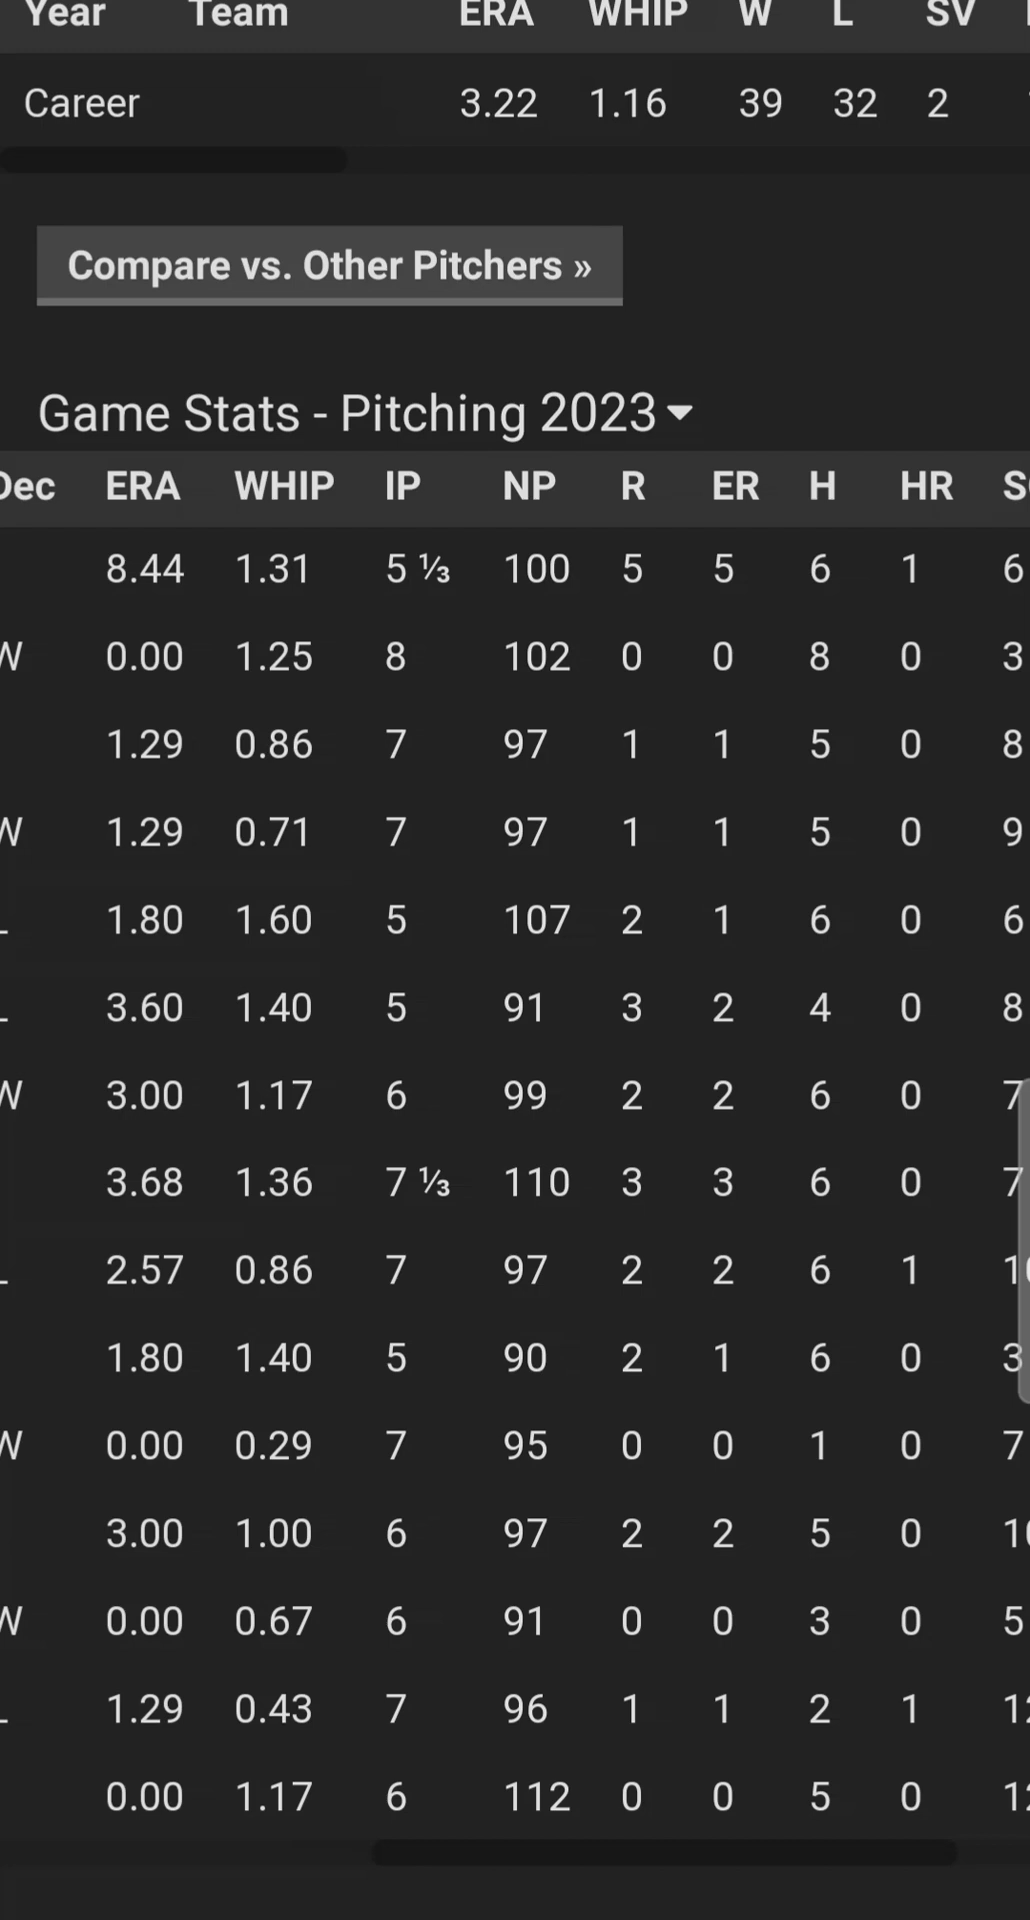 Year Team ERA WHIP W L SV
Career 3.22 1.16 39 32 2
Compare vs. Other Pitchers »
Game Stats - Pitching 2023
Dec ERA WHIP IP NP R ER H HR
8.44 1.31 5 ⅓ 100 5 5 6 1 6
W 0.00 1.25 8 102 0 0 8 0 3
1.29 0.86 7 97 1 1 5 0 8
W 1.29 0.71 7 97 1 1 5 0 9
L 1.80 1.60 5 107 2 1 6 0 6
L 3.60 1.40 5 91 3 2 4 0 8
W 3.00 1.17 6 99 2 2 6 0 7
3.68 1.36 7 ⅓ 110 3 3 6 0 7
L 2.57 0.86 7 97 2 2 6 1
1.80 1.40 5 90 2 1 6 0 3
W 0.00 0.29 7 95 0 0 1 0 7
3.00 1.00 6 97 2 2 5 0
W 0.00 0.67 6 91 0 0 3 0 5
L 1.29 0.43 7 96 1 1 2 1
0.00 1.17 6 112 0 0 5 0